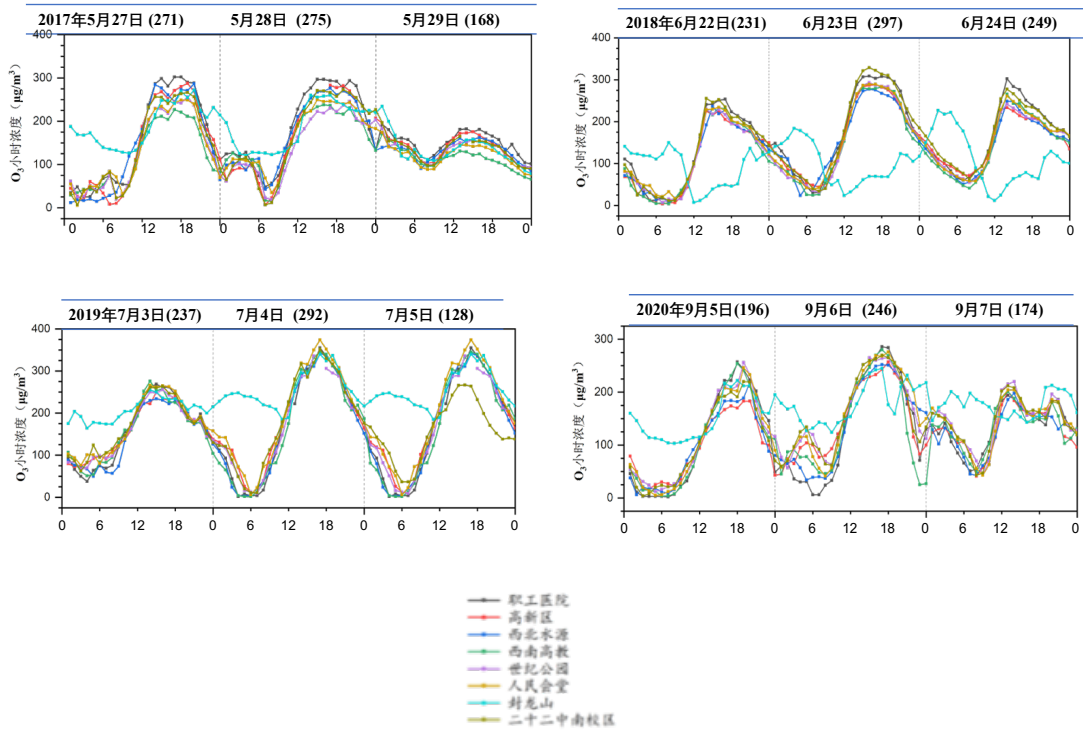 2017年5月27日 (271) 5月28日 (275) 5月29日 (168)
400
300
200
100
0
O₃小时浓度（μg/m³）
0 6 12 18 0 6 12 18 0 6 12 18 0
2018年6月22日(231) 6月23日 (297) 6月24日 (249)
400
300
200
100
0
O₃小时浓度（μg/m³）
0 6 12 18 0 6 12 18 0 6 12 18 0
2019年7月3日(237) 7月4日 (292) 7月5日 (128)
400
300
200
100
0
O₃小时浓度（μg/m³）
0 6 12 18 0 6 12 18 0 6 12 18 0
2020年9月5日(196) 9月6日 (246) 9月7日 (174)
300
200
100
0
O₃小时浓度（μg/m³）
0 6 12 18 0 6 12 18 0 6 12 18 0
职工医院
高新区
西北水源
西南高教
世纪公园
人民会堂
封龙山
二十二中南校区